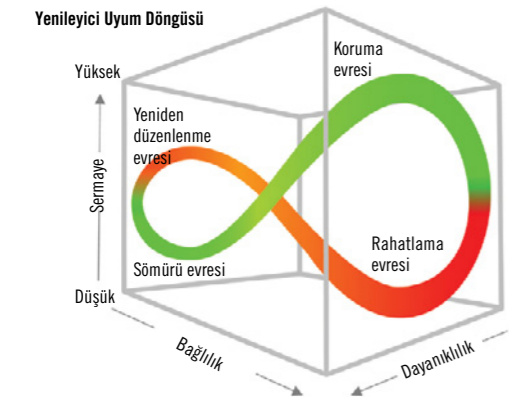 Yenileyici Uyum Döngüsü
Koruma
evresi
Yüksek
Yeniden
düzenlenme
evresi
Sermaye
Rahatlama
evresi
Sömürü evresi
Düşük
Bağlılık
Dayanıklılık